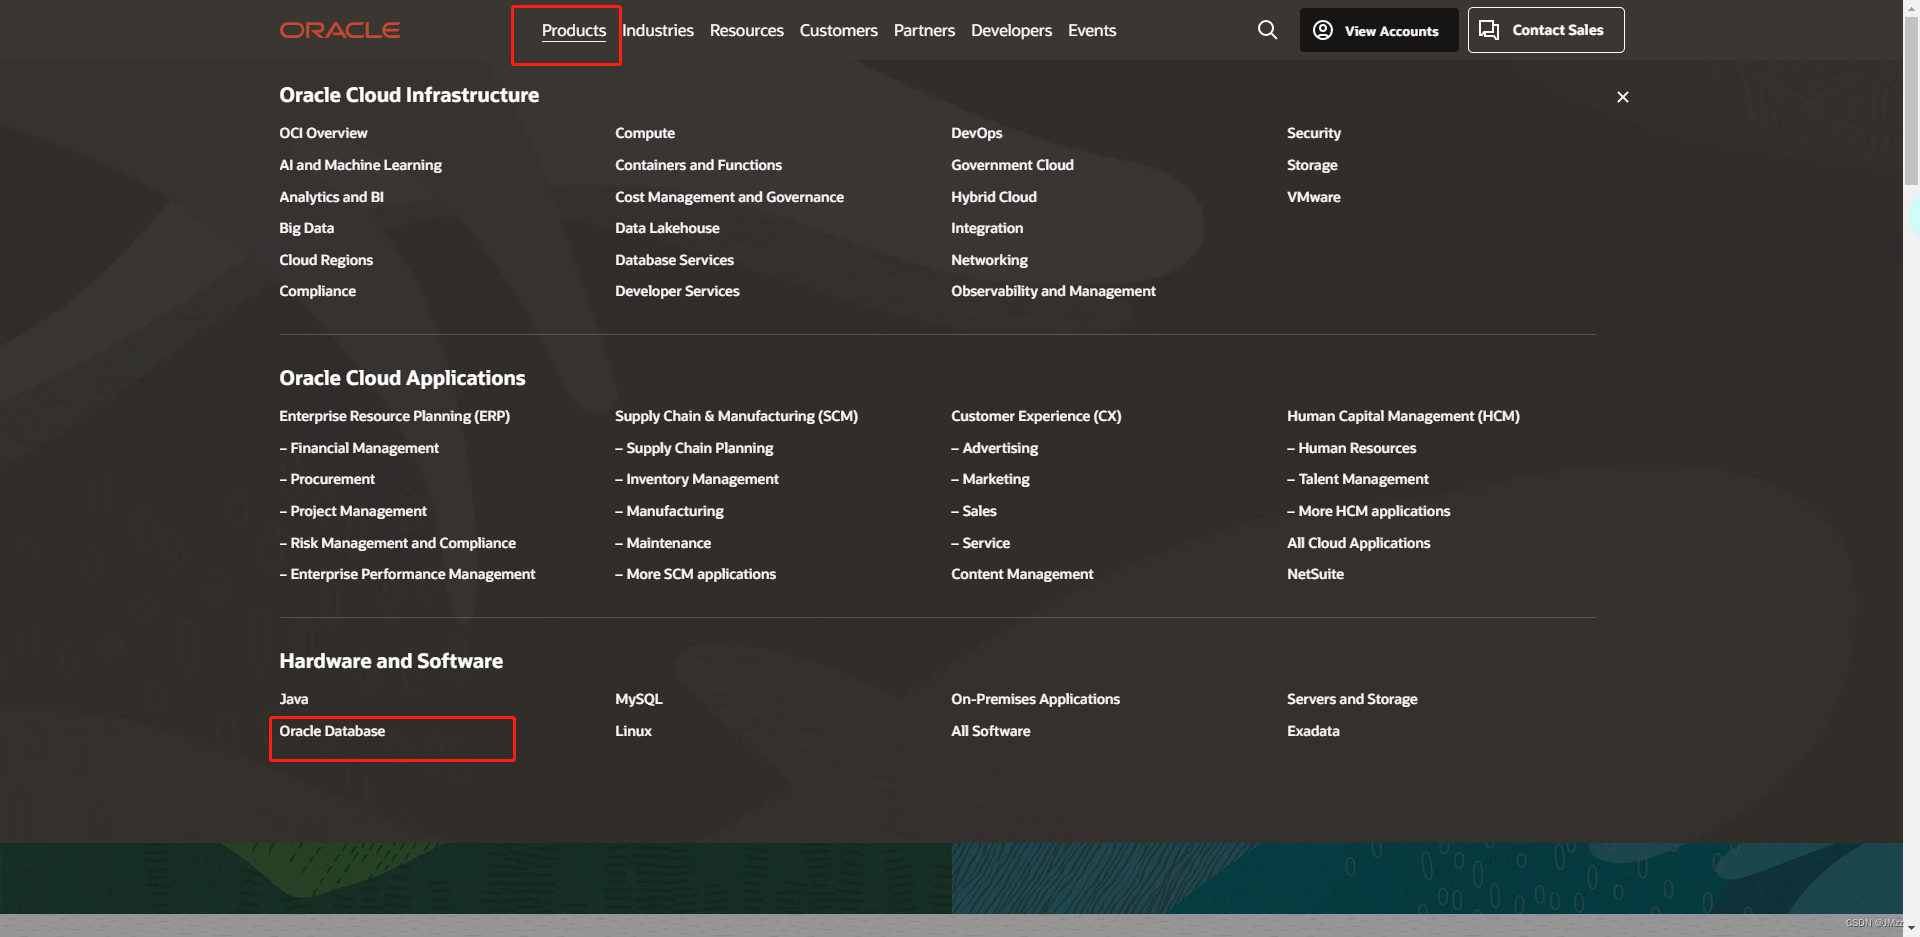 ORACLE
Products Industries Resources Customers Partners Developers Events View Accounts Contact Sales
Oracle Cloud Infrastructure
OCI Overview
AI and Machine Learning
Analytics and BI
Big Data
Cloud Regions
Compliance
Compute
Containers and Functions
Cost Management and Governance
Data Lakehouse
Database Services
Developer Services
DevOps
Government Cloud
Hybrid Cloud
Integration
Networking
Observability and Management
Security
Storage
VMware
Oracle Cloud Applications
Enterprise Resource Planning (ERP)
– Financial Management
– Procurement
– Project Management
– Risk Management and Compliance
– Enterprise Performance Management
Supply Chain & Manufacturing (SCM)
– Supply Chain Planning
– Inventory Management
– Manufacturing
– Maintenance
– More SCM applications
Customer Experience (CX)
– Advertising
– Marketing
– Sales
– Service
Content Management
Human Capital Management (HCM)
– Human Resources
– Talent Management
– More HCM applications
All Cloud Applications
NetSuite
Hardware and Software
Java
Oracle Database
MySQL
Linux
On-Premises Applications
All Software
Servers and Storage
Exadata
CSDN @JMzz